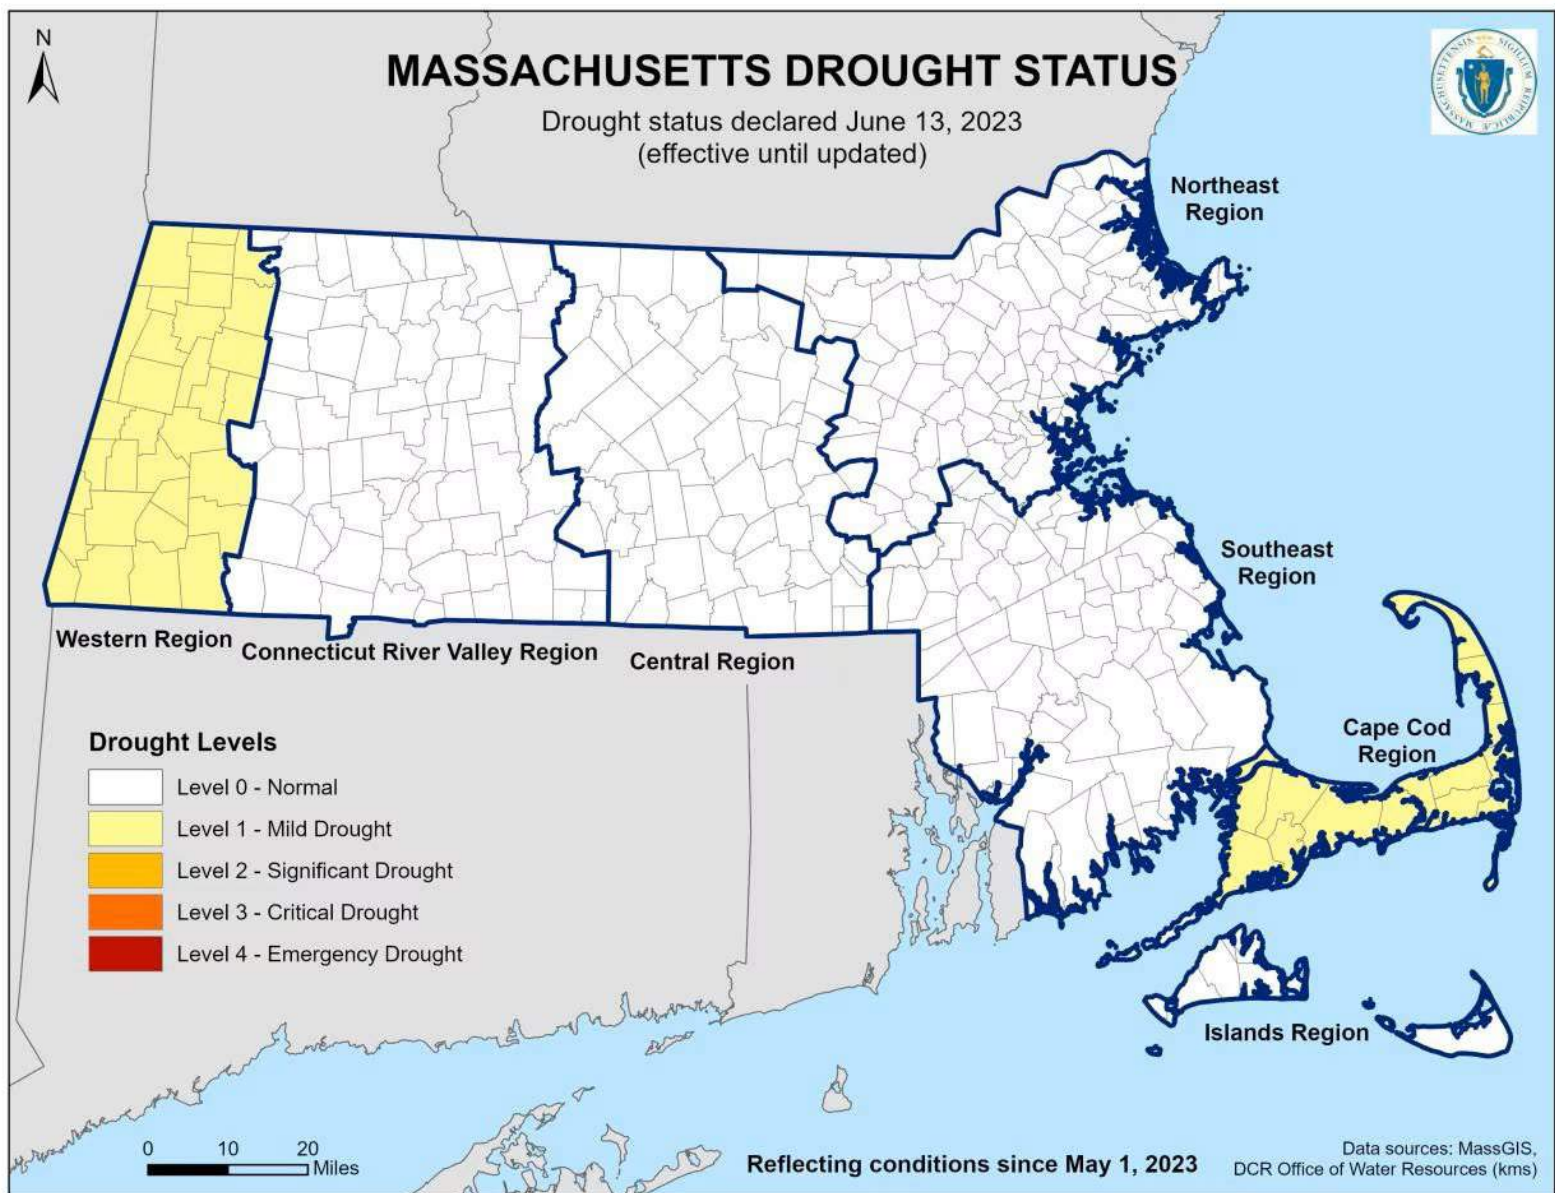 N
MASSACHUSETTS DROUGHT STATUS
Drought status declared June 13, 2023
(effective until updated)
Northeast
Region
Southeast
Region
Western Region
Connecticut River Valley Region
Central Region
Cape Cod
Region
Drought Levels
Level 0 - Normal
Level 1 - Mild Drought
Level 2 - Significant Drought
Level 3 - Critical Drought
Level 4 - Emergency Drought
Islands Region
0 10 20
Miles
Reflecting conditions since May 1, 2023
Data sources: MassGIS,
DCR Office of Water Resources (kms)